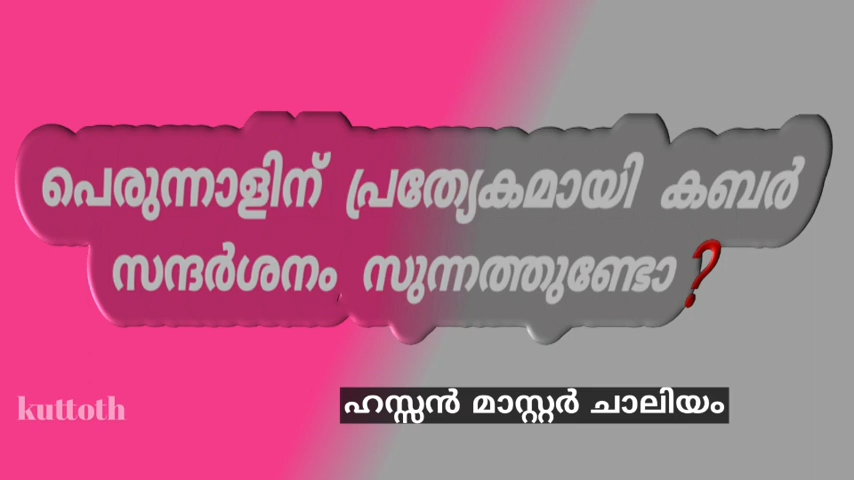 പെരുന്നാളിന് പ്രത്യേകമായി കബർ
സന്ദർശനം സുന്നത്തുണ്ടോ?
kuttoth
ഹസ്സൻ മാസ്റ്റർ ചാലിയം